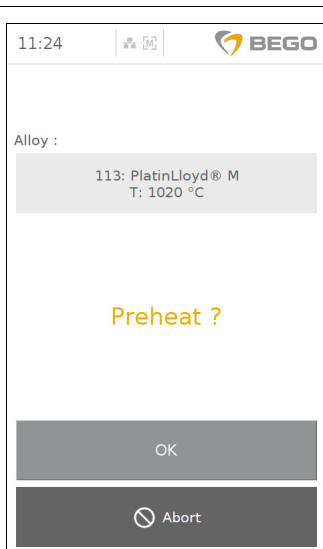 11:24
M
BEGO
Alloy :
113: PlatinLloyd® M
T: 1020 °C
Preheat ?
OK
Abort